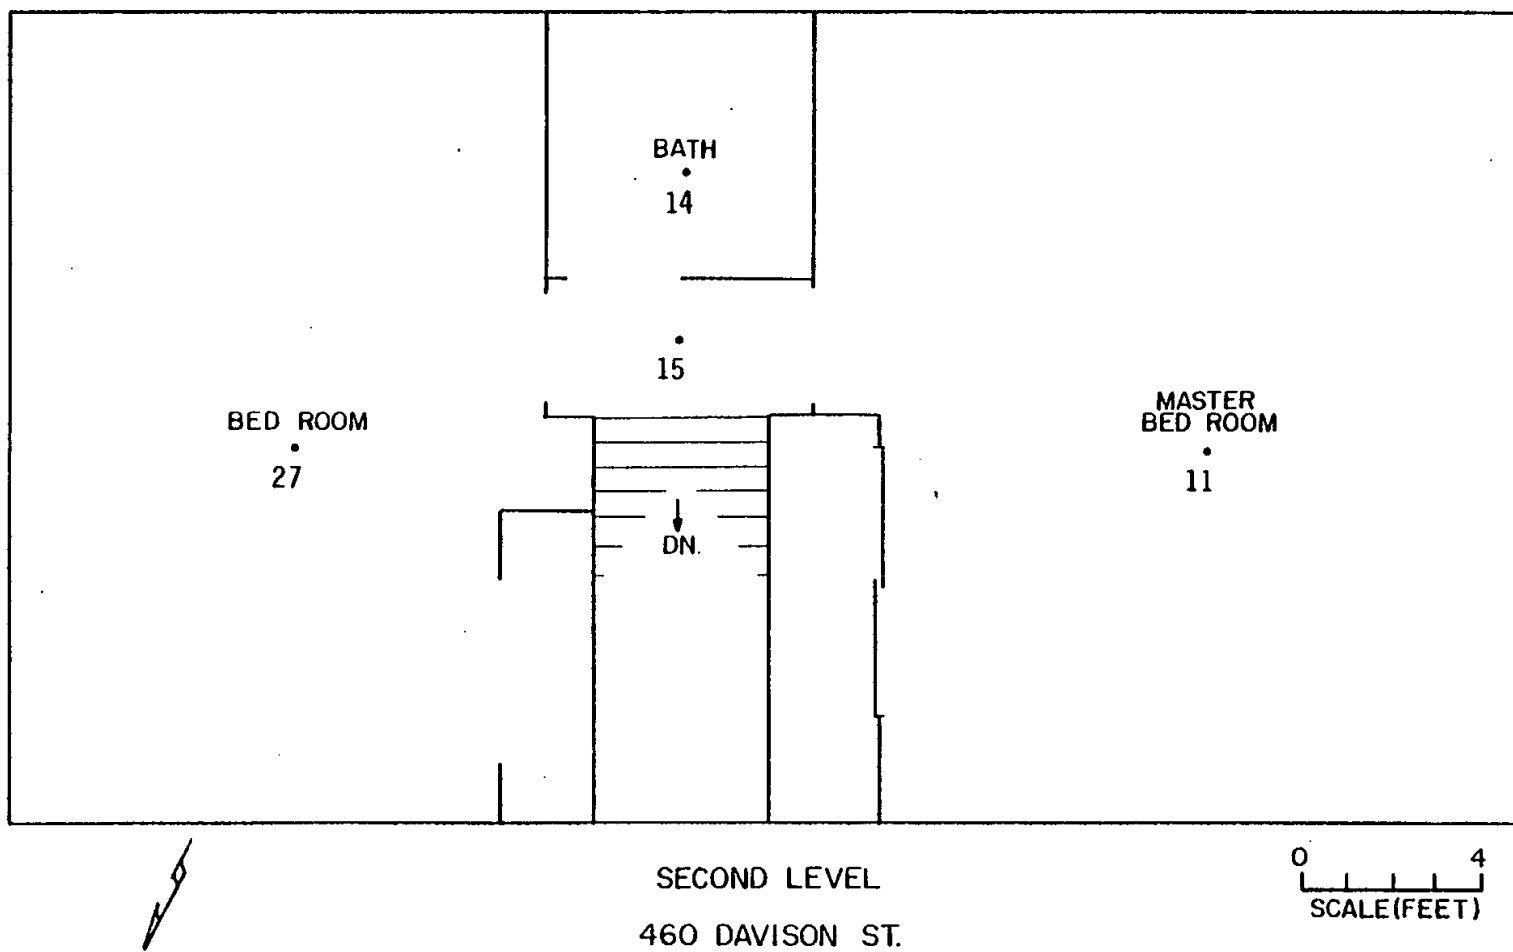 BATH
14
15
BED ROOM
27
MASTER
BED ROOM
11
DN.
SECOND LEVEL
460 DAVISON ST.
0 4
SCALE(FEET)